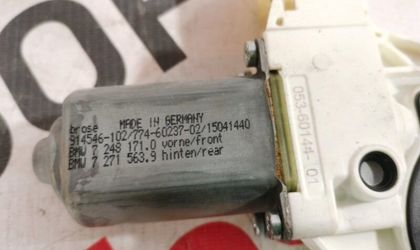 brose MADE IN GERMANY
914546-102/774-60237-02/15041440
BMW 7 248 171.0 vorne/front
BMW 7 271 563.9 hinten/rear
053-60144-101